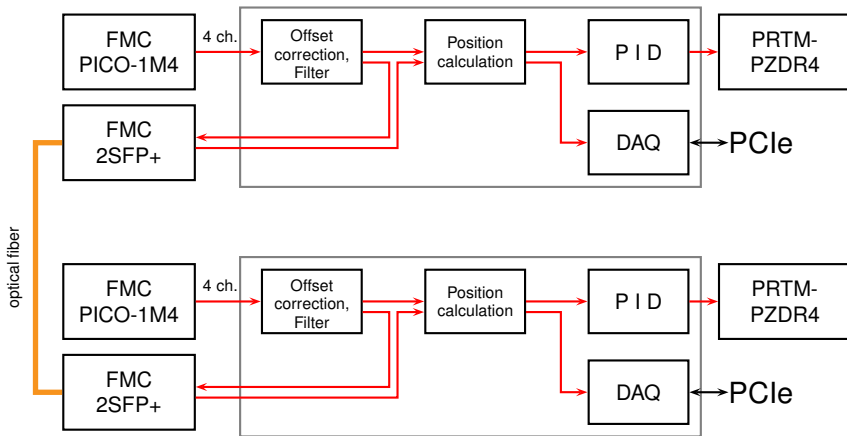 FMC
PICO-1M4
4 ch.
Offset
correction,
Filter
Position
calculation
P I D
PRTM-
PZDR4
FMC
2SFP+
DAQ
PCIe
optical fiber
FMC
PICO-1M4
4 ch.
Offset
correction,
Filter
Position
calculation
P I D
PRTM-
PZDR4
FMC
2SFP+
DAQ
PCIe